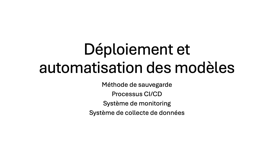 Déploiement et
automatisation des modèles
Méthode de sauvegarde
Processus CI/CD
Système de monitoring
Système de collecte de données